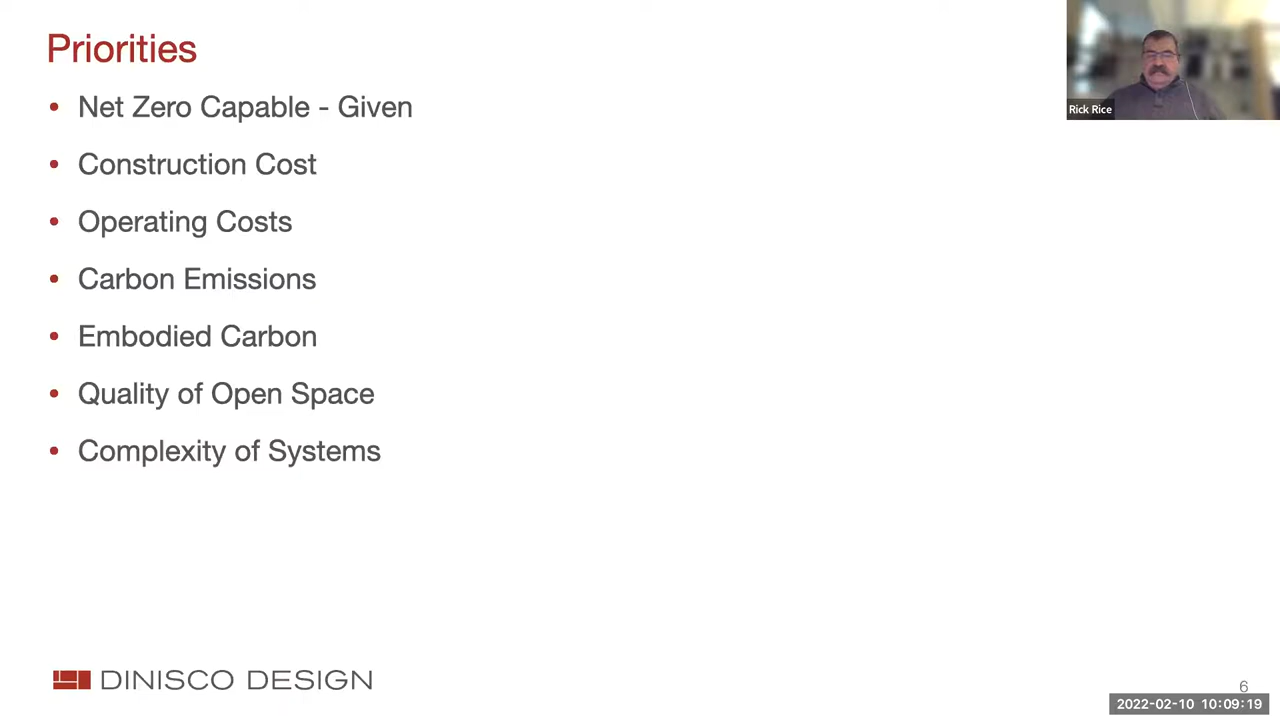 Priorities
• Net Zero Capable - Given
• Construction Cost
• Operating Costs
• Carbon Emissions
• Embodied Carbon
• Quality of Open Space
• Complexity of Systems
Rick Rice
DINISCO DESIGN
6
2022-02-10 10:09:19